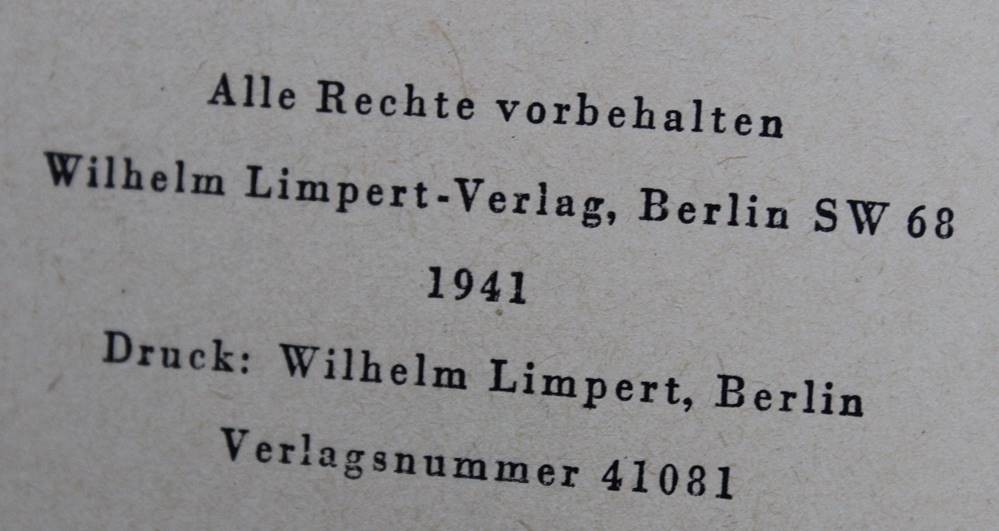 Alle Rechte vorbehalten
Wilhelm Limpert-Verlag, Berlin SW 68
1941
Druck: Wilhelm Limpert, Berlin
Verlagsnummer 41081